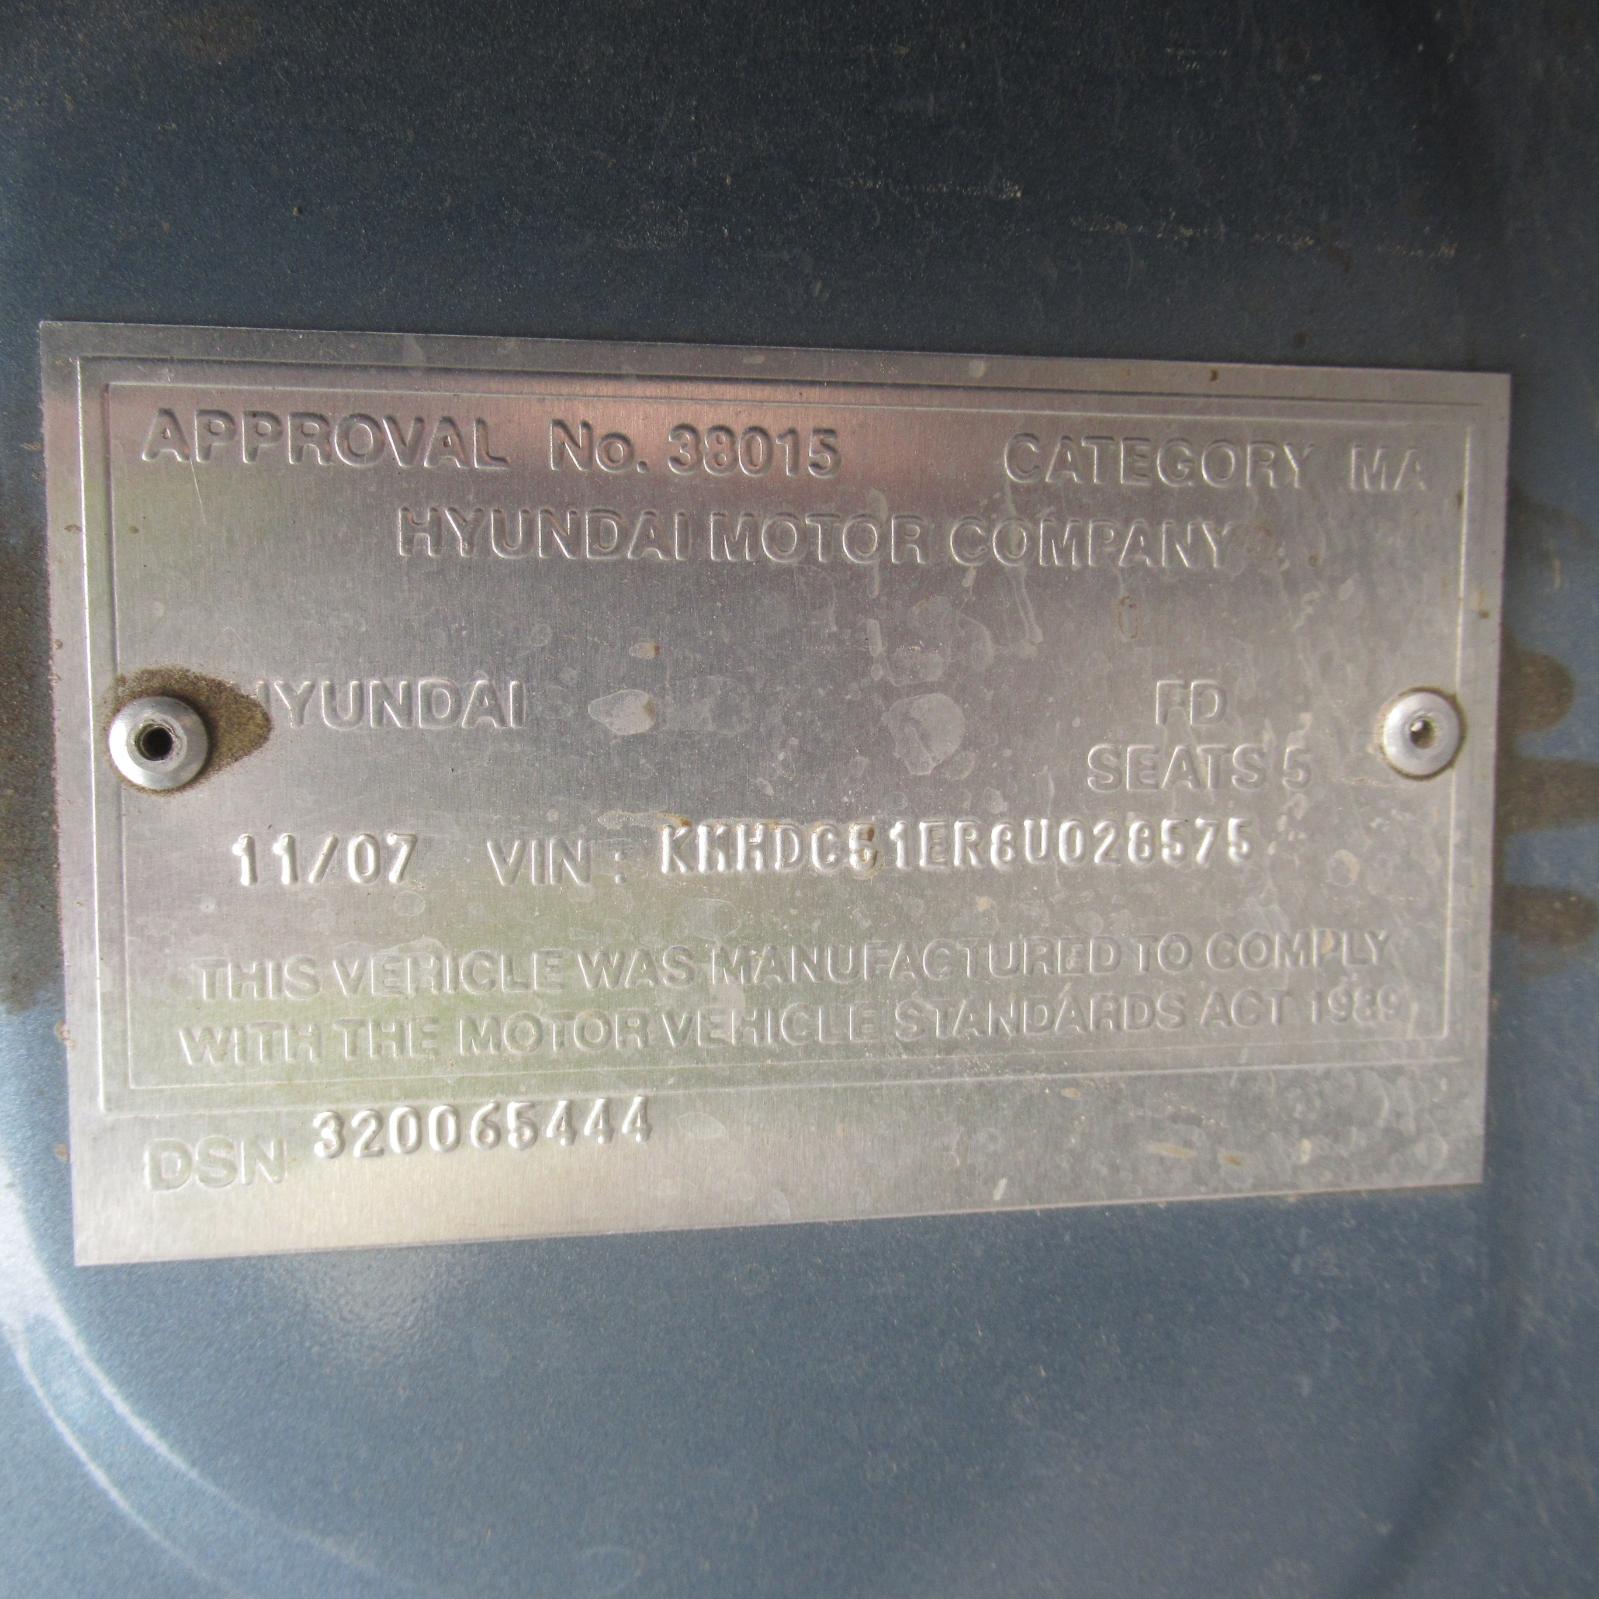 APPROVAL No. 38015 CATEGORY MA
HYUNDAI MOTOR COMPANY
HYUNDAI FD
SEATS 5
11/07 VIN: KMHDC51ER8U028575
THIS VEHICLE WAS MANUFACTURED TO COMPLY
WITH THE MOTOR VEHICLE STANDARDS ACT 1989
DSN 320065444